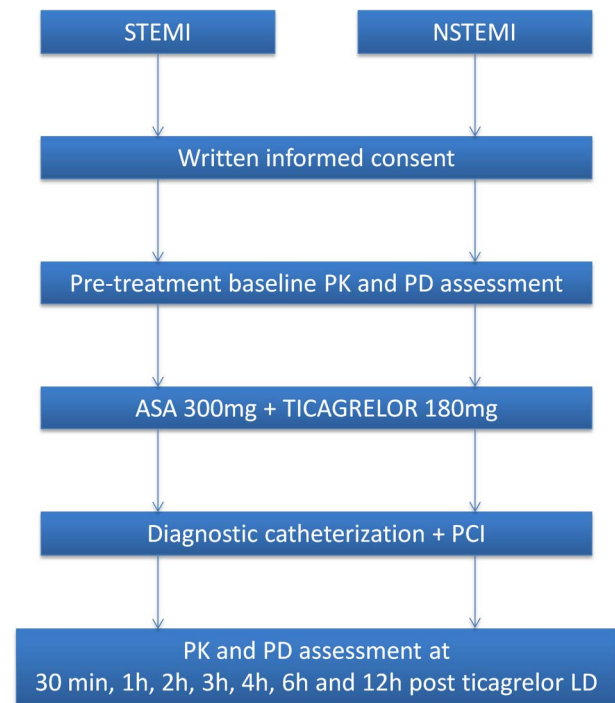 STEMI
NSTEMI
Written informed consent
Pre-treatment baseline PK and PD assessment
ASA 300mg + TICAGRELOR 180mg
Diagnostic catheterization + PCI
PK and PD assessment at
30 min, 1h, 2h, 3h, 4h, 6h and 12h post ticagrelor LD